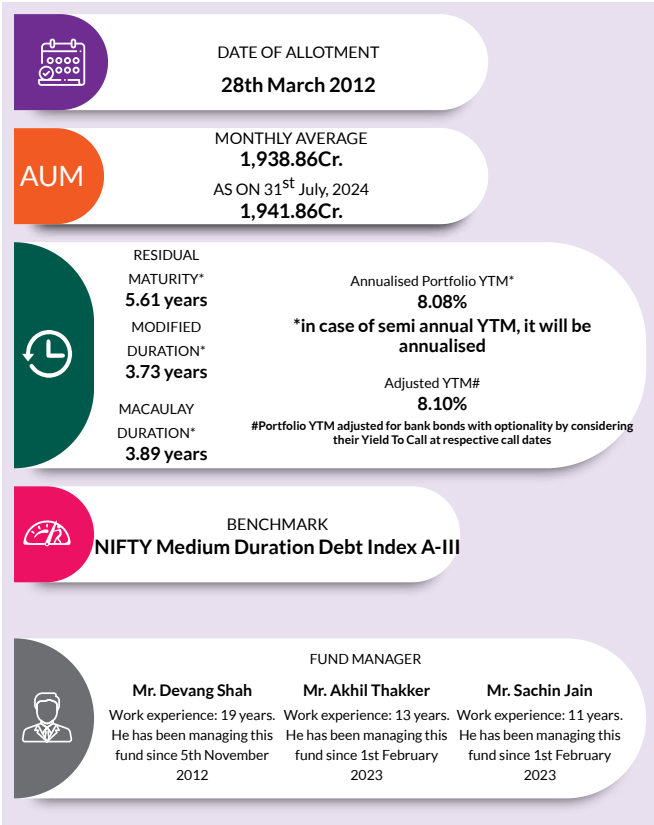 DATE OF ALLOTMENT
28th March 2012
AUM
MONTHLY AVERAGE
1,938.86Cr.
AS ON 31st July, 2024
1,941.86Cr.
RESIDUAL
MATURITY*
5.61 years
MODIFIED
DURATION*
3.73 years
MACAULAY
DURATION*
3.89 years
Annualised Portfolio YTM*
8.08%
*in case of semi annual YTM, it will be
annualised
Adjusted YTM#
8.10%
#Portfolio YTM adjusted for bank bonds with optionality by considering
their Yield To Call at respective call dates
BENCHMARK
NIFTY Medium Duration Debt Index A-III
FUND MANAGER
Mr. Devang Shah
Work experience: 19 years.
He has been managing this
fund since 5th November
2012
Mr. Akhil Thakker
Work experience: 13 years.
He has been managing this
fund since 1st February
2023
Mr. Sachin Jain
Work experience: 11 years.
He has been managing this
fund since 1st February
2023